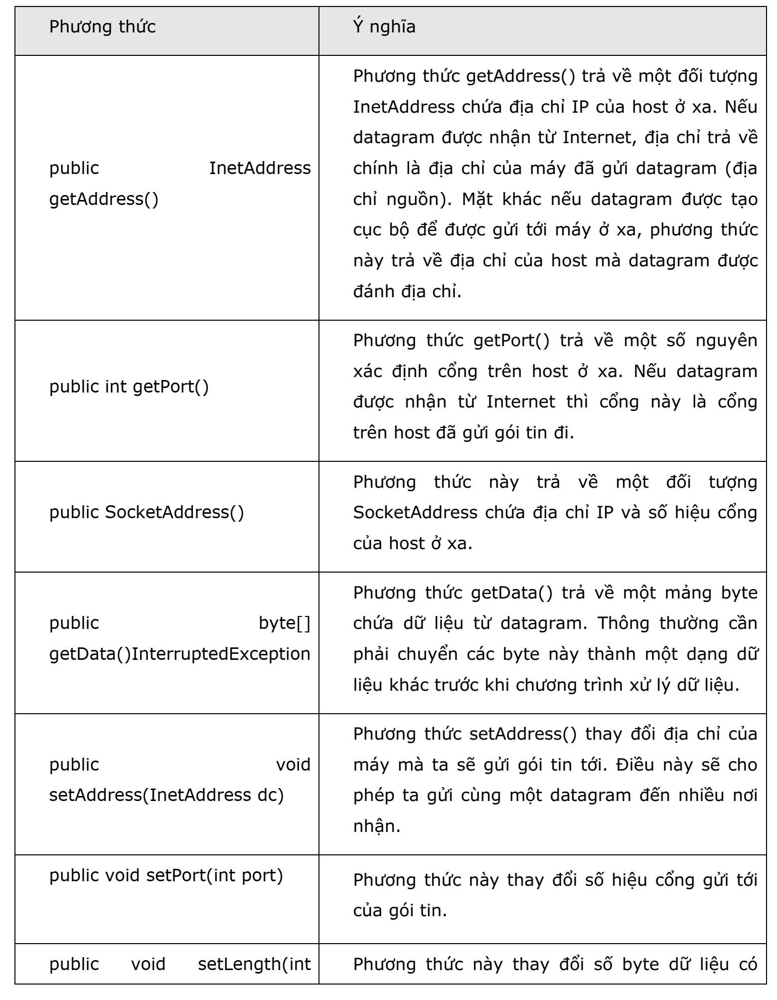 Phương thức
Ý nghĩa
public InetAddress
getAddress()
Phương thức getAddress() trả về một đối tượng
InetAddress chứa địa chỉ IP của host ở xa. Nếu
datagram được nhận từ Internet, địa chỉ trả về
chính là địa chỉ của máy đã gửi datagram (địa
chỉ nguồn). Mặt khác nếu datagram được tạo
cục bộ để được gửi tới máy ở xa, phương thức
này trả về địa chỉ của host mà datagram được
đánh địa chỉ.
public int getPort()
Phương thức getPort() trả về một số nguyên
xác định cổng trên host ở xa. Nếu datagram
được nhận từ Internet thì cổng này là cổng
trên host đã gửi gói tin đi.
public SocketAddress()
Phương thức này trả về một đối tượng
SocketAddress chứa địa chỉ IP và số hiệu cổng
của host ở xa.
public byte[]
getData()InterruptedException
Phương thức getData() trả về một mảng byte
chứa dữ liệu từ datagram. Thông thường cần
phải chuyển các byte này thành một dạng dữ
liệu khác trước khi chương trình xử lý dữ liệu.
public void
setAddress(InetAddress dc)
Phương thức setAddress() thay đổi địa chỉ của
máy mà ta sẽ gửi gói tin tới. Điều này sẽ cho
phép ta gửi cùng một datagram đến nhiều nơi
nhận.
public void setPort(int port)
Phương thức này thay đổi số hiệu cổng gửi tới
của gói tin.
public void setLength(int
Phương thức này thay đổi số byte dữ liệu có